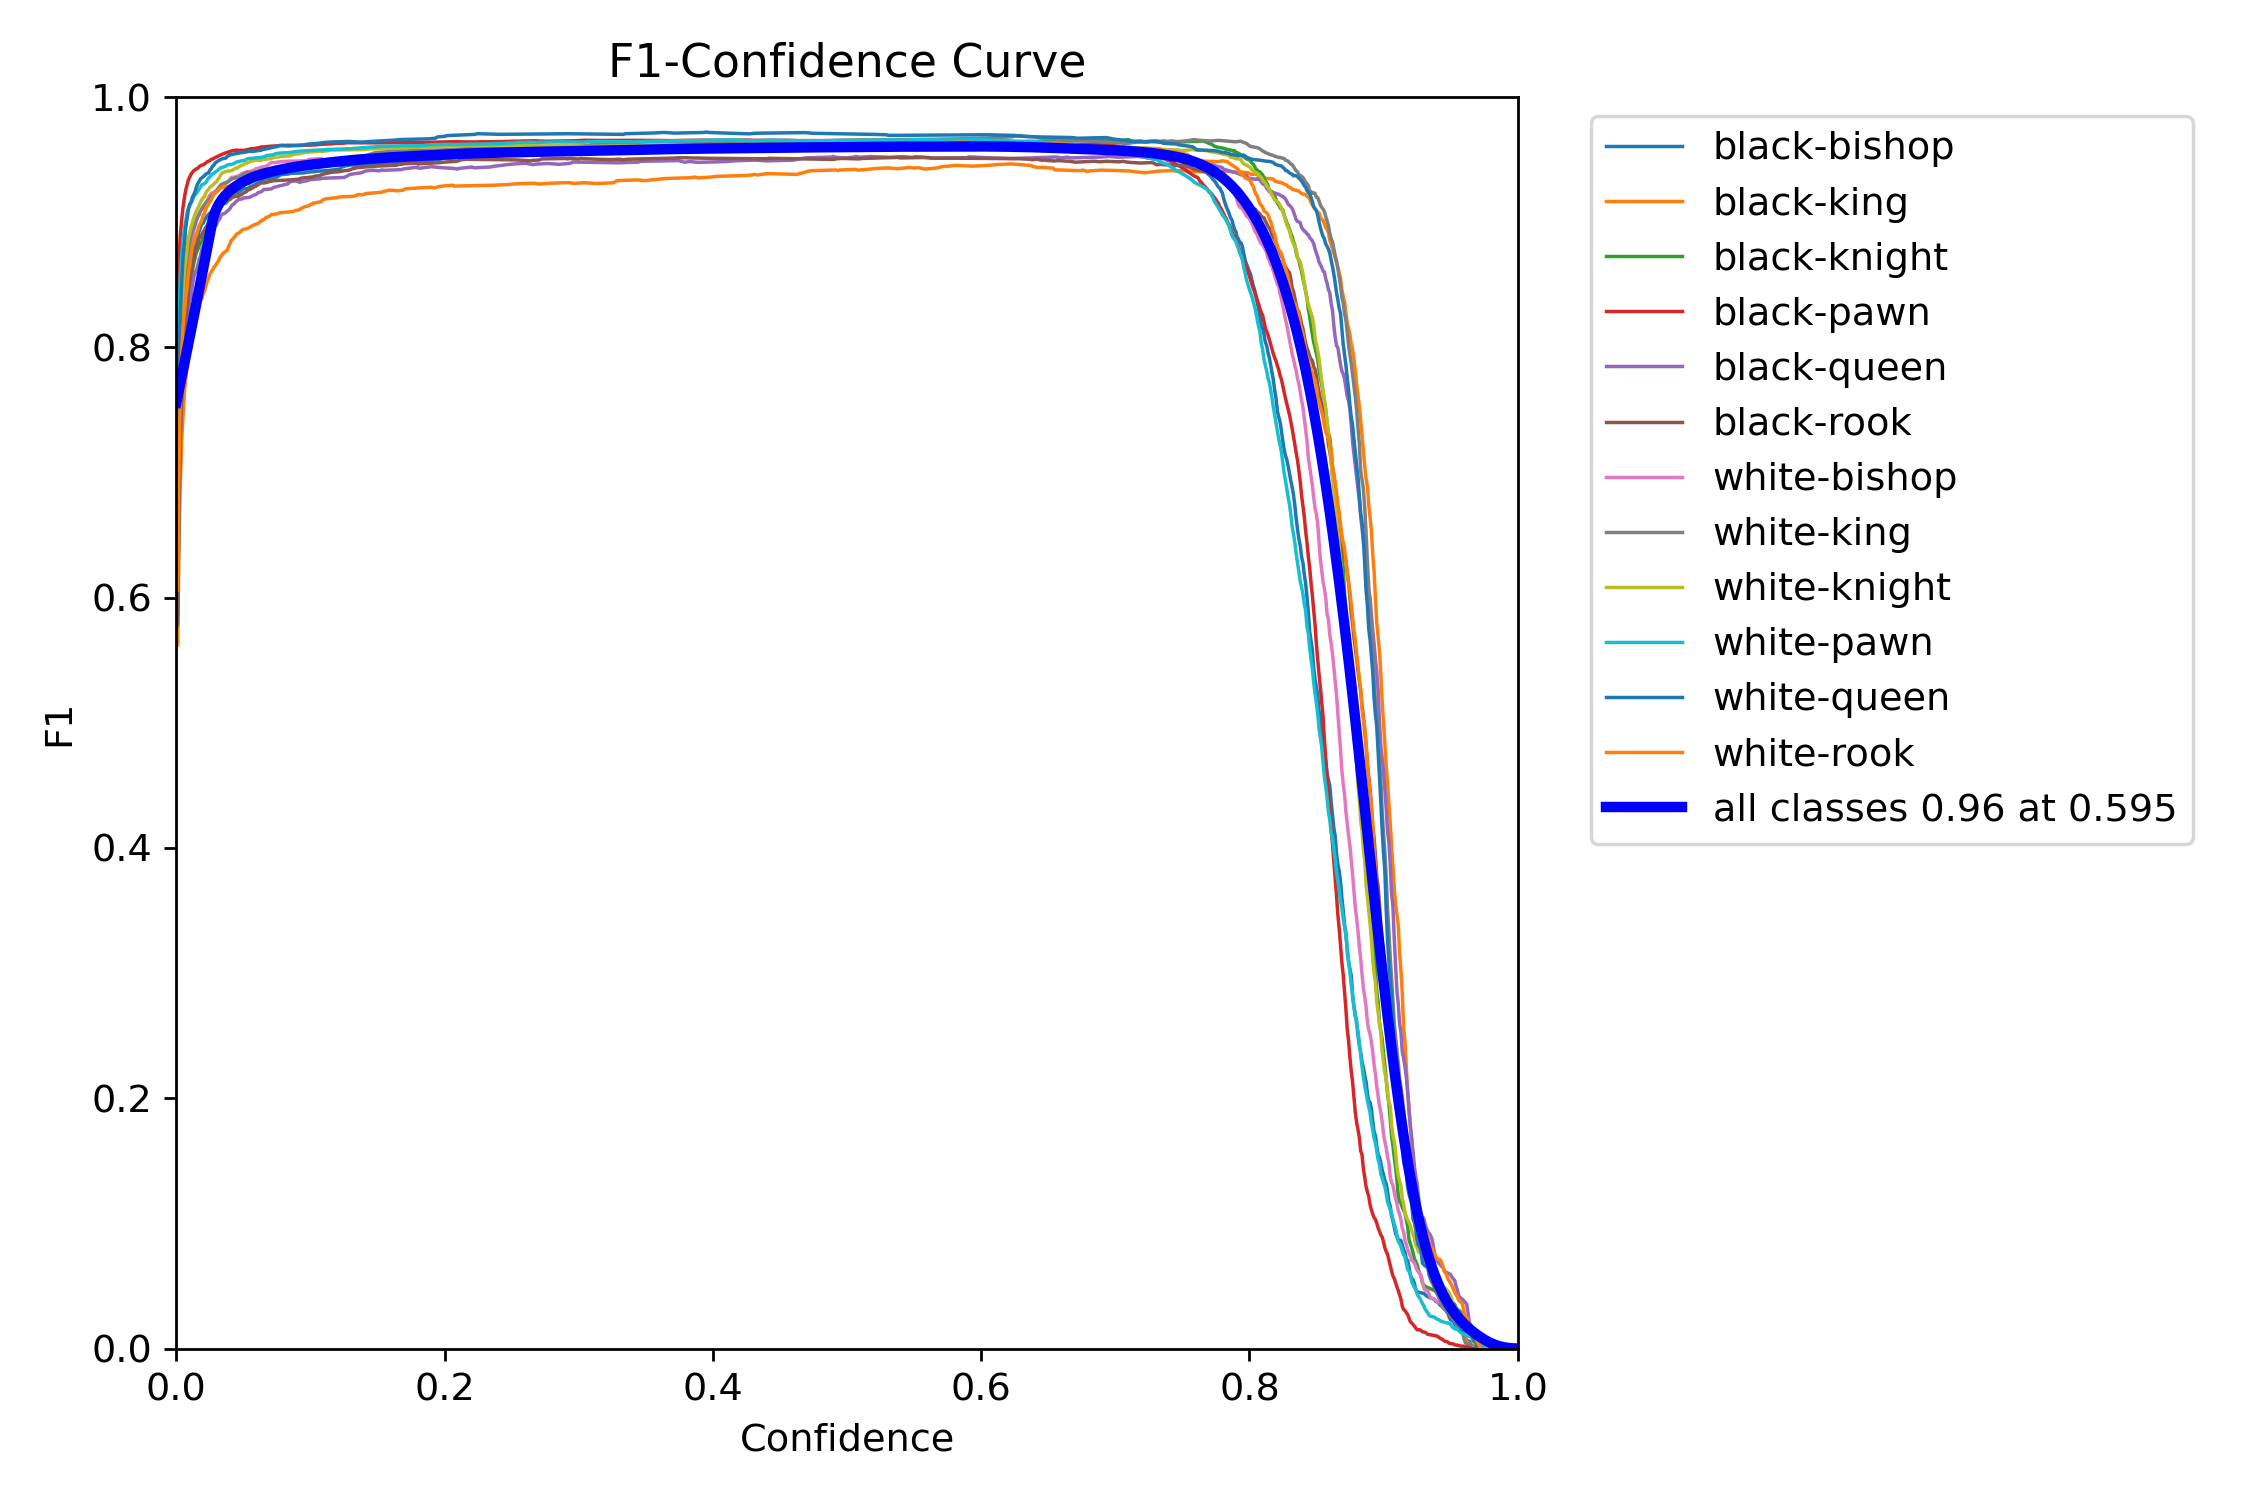 F1-Confidence Curve
1.0
0.8
0.6
0.4
0.2
0.0
F1
0.0 0.2 0.4 0.6 0.8 1.0
Confidence
black-bishop
black-king
black-knight
black-pawn
black-queen
black-rook
white-bishop
white-king
white-knight
white-pawn
white-queen
white-rook
all classes 0.96 at 0.595